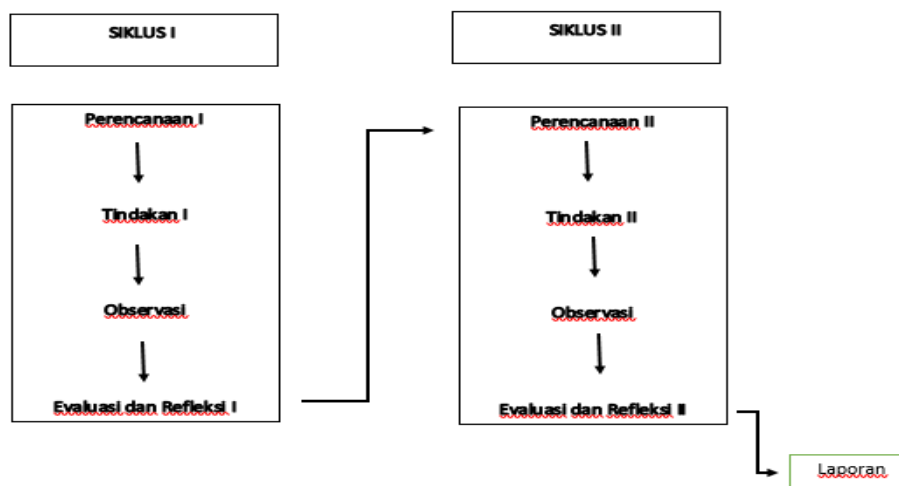 SIKLUS I
Perencanaan I
Tindakan I
Observasi
Evaluasi dan Refleksi I
SIKLUS II
Perencanaan II
Tindakan II
Observasi
Evaluasi dan Refleksi II
Laporan